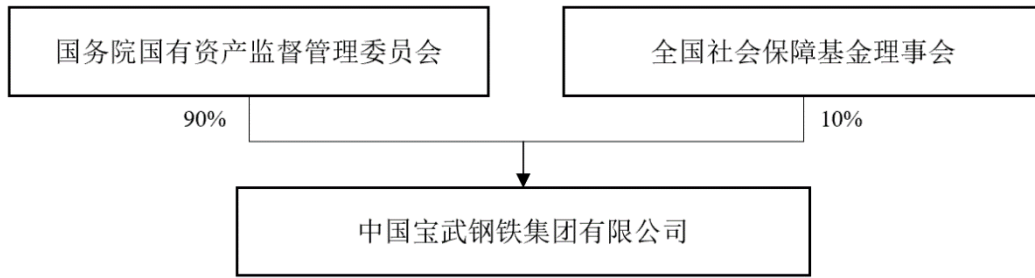 国务院国有资产监督管理委员会
全国社会保障基金理事会
90%
10%
中国宝武钢铁集团有限公司